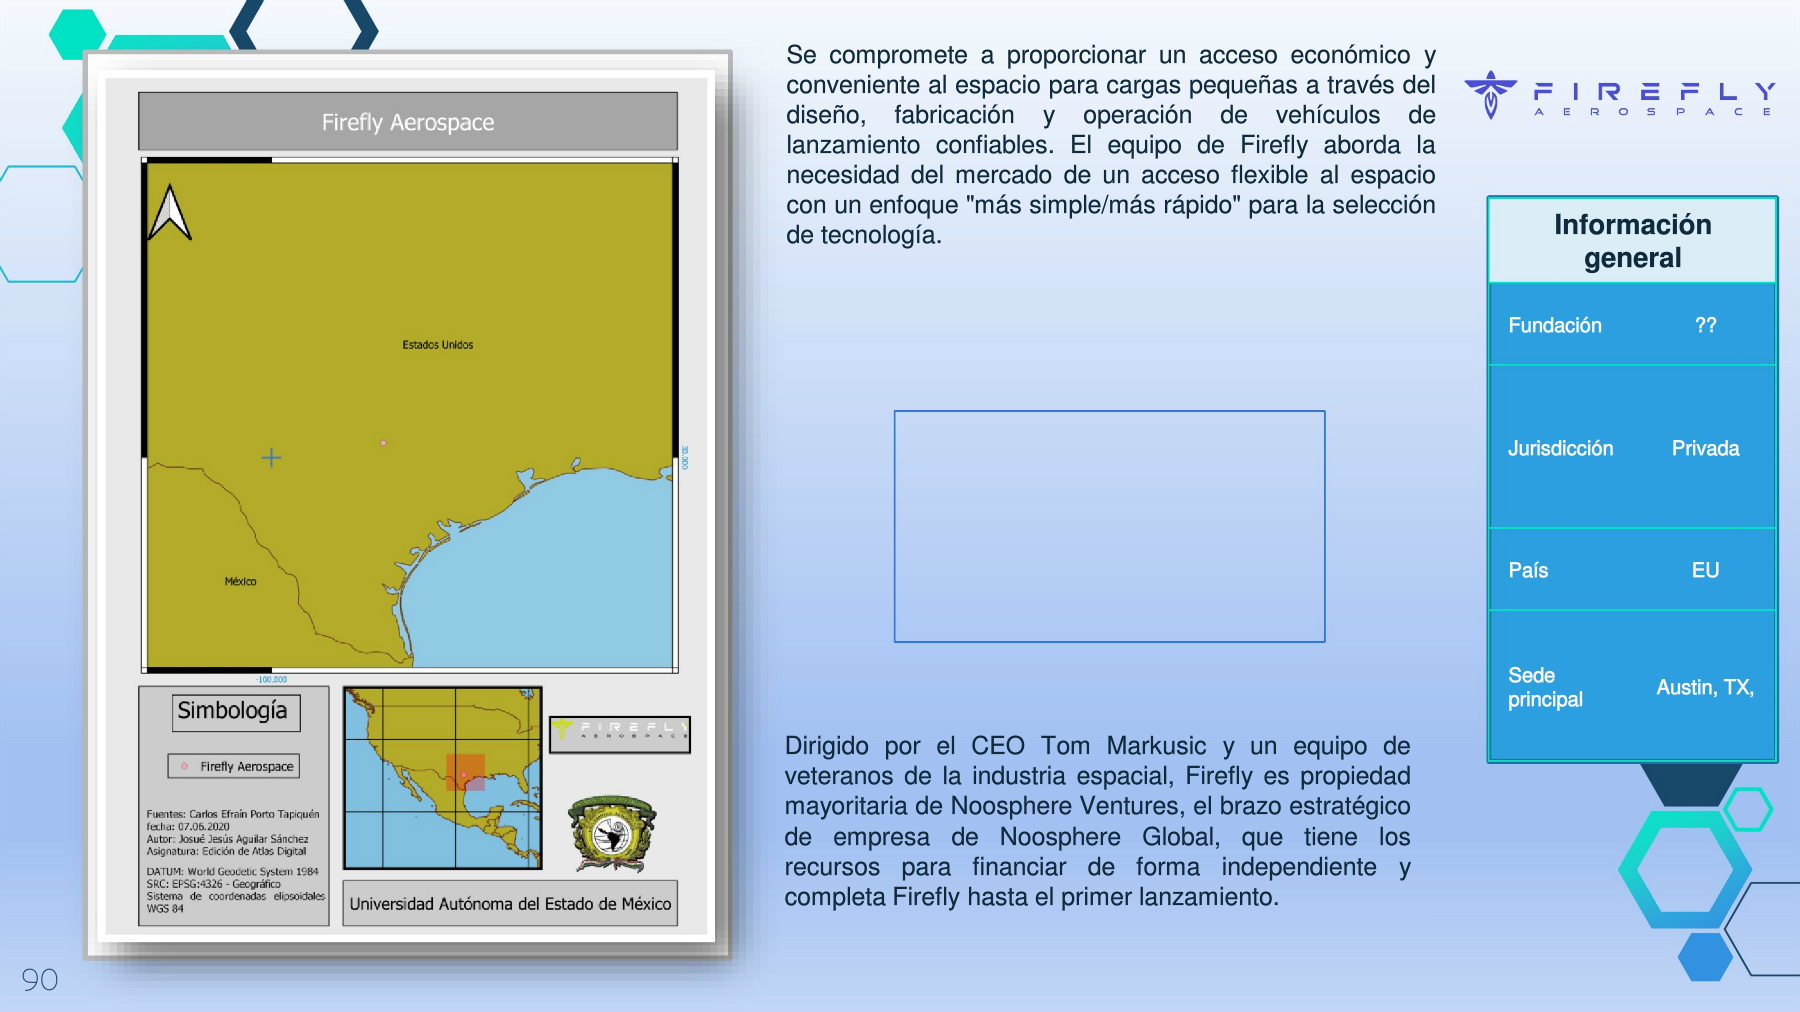 Firefly Aerospace
Estados Unidos
México
30.000
-100.000
Simbología
Firefly Aerospace
Fuentes: Carlos Efraín Porto Tapiquén
fecha: 07.06.2020
Autor: Josué Jesús Aguilar Sánchez
Asignatura: Edición de Atlas Digital
DATUM: World Geodetic System 1984
SRC: EPSG:4326 - Geográfico
Sistema de coordenadas elipsoidales
WGS 84
FIREFLY
AEROSPACE
Universidad Autónoma del Estado de México
90
Se compromete a proporcionar un acceso económico y
conveniente al espacio para cargas pequeñas a través del
diseño, fabricación y operación de vehículos de
lanzamiento confiables. El equipo de Firefly aborda la
necesidad del mercado de un acceso flexible al espacio
con un enfoque "más simple/más rápido" para la selección
de tecnología.
Dirigido por el CEO Tom Markusic y un equipo de
veteranos de la industria espacial, Firefly es propiedad
mayoritaria de Noosphere Ventures, el brazo estratégico
de empresa de Noosphere Global, que tiene los
recursos para financiar de forma independiente y
completa Firefly hasta el primer lanzamiento.
FIREFLY
AEROSPACE
Información
general
Fundación ??
Jurisdicción Privada
País EU
Sede
principal Austin, TX,